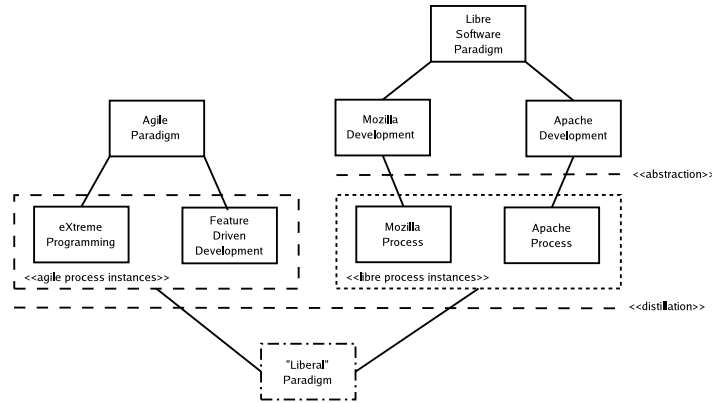 Libre
Software
Paradigm
Agile
Paradigm
Mozilla
Development
Apache
Development
<<abstraction>>
eXtreme
Programming
Feature
Driven
Development
Mozilla
Process
Apache
Process
<<agile process instances>>
<<libre process instances>>
<<distillation>>
"Liberal"
Paradigm